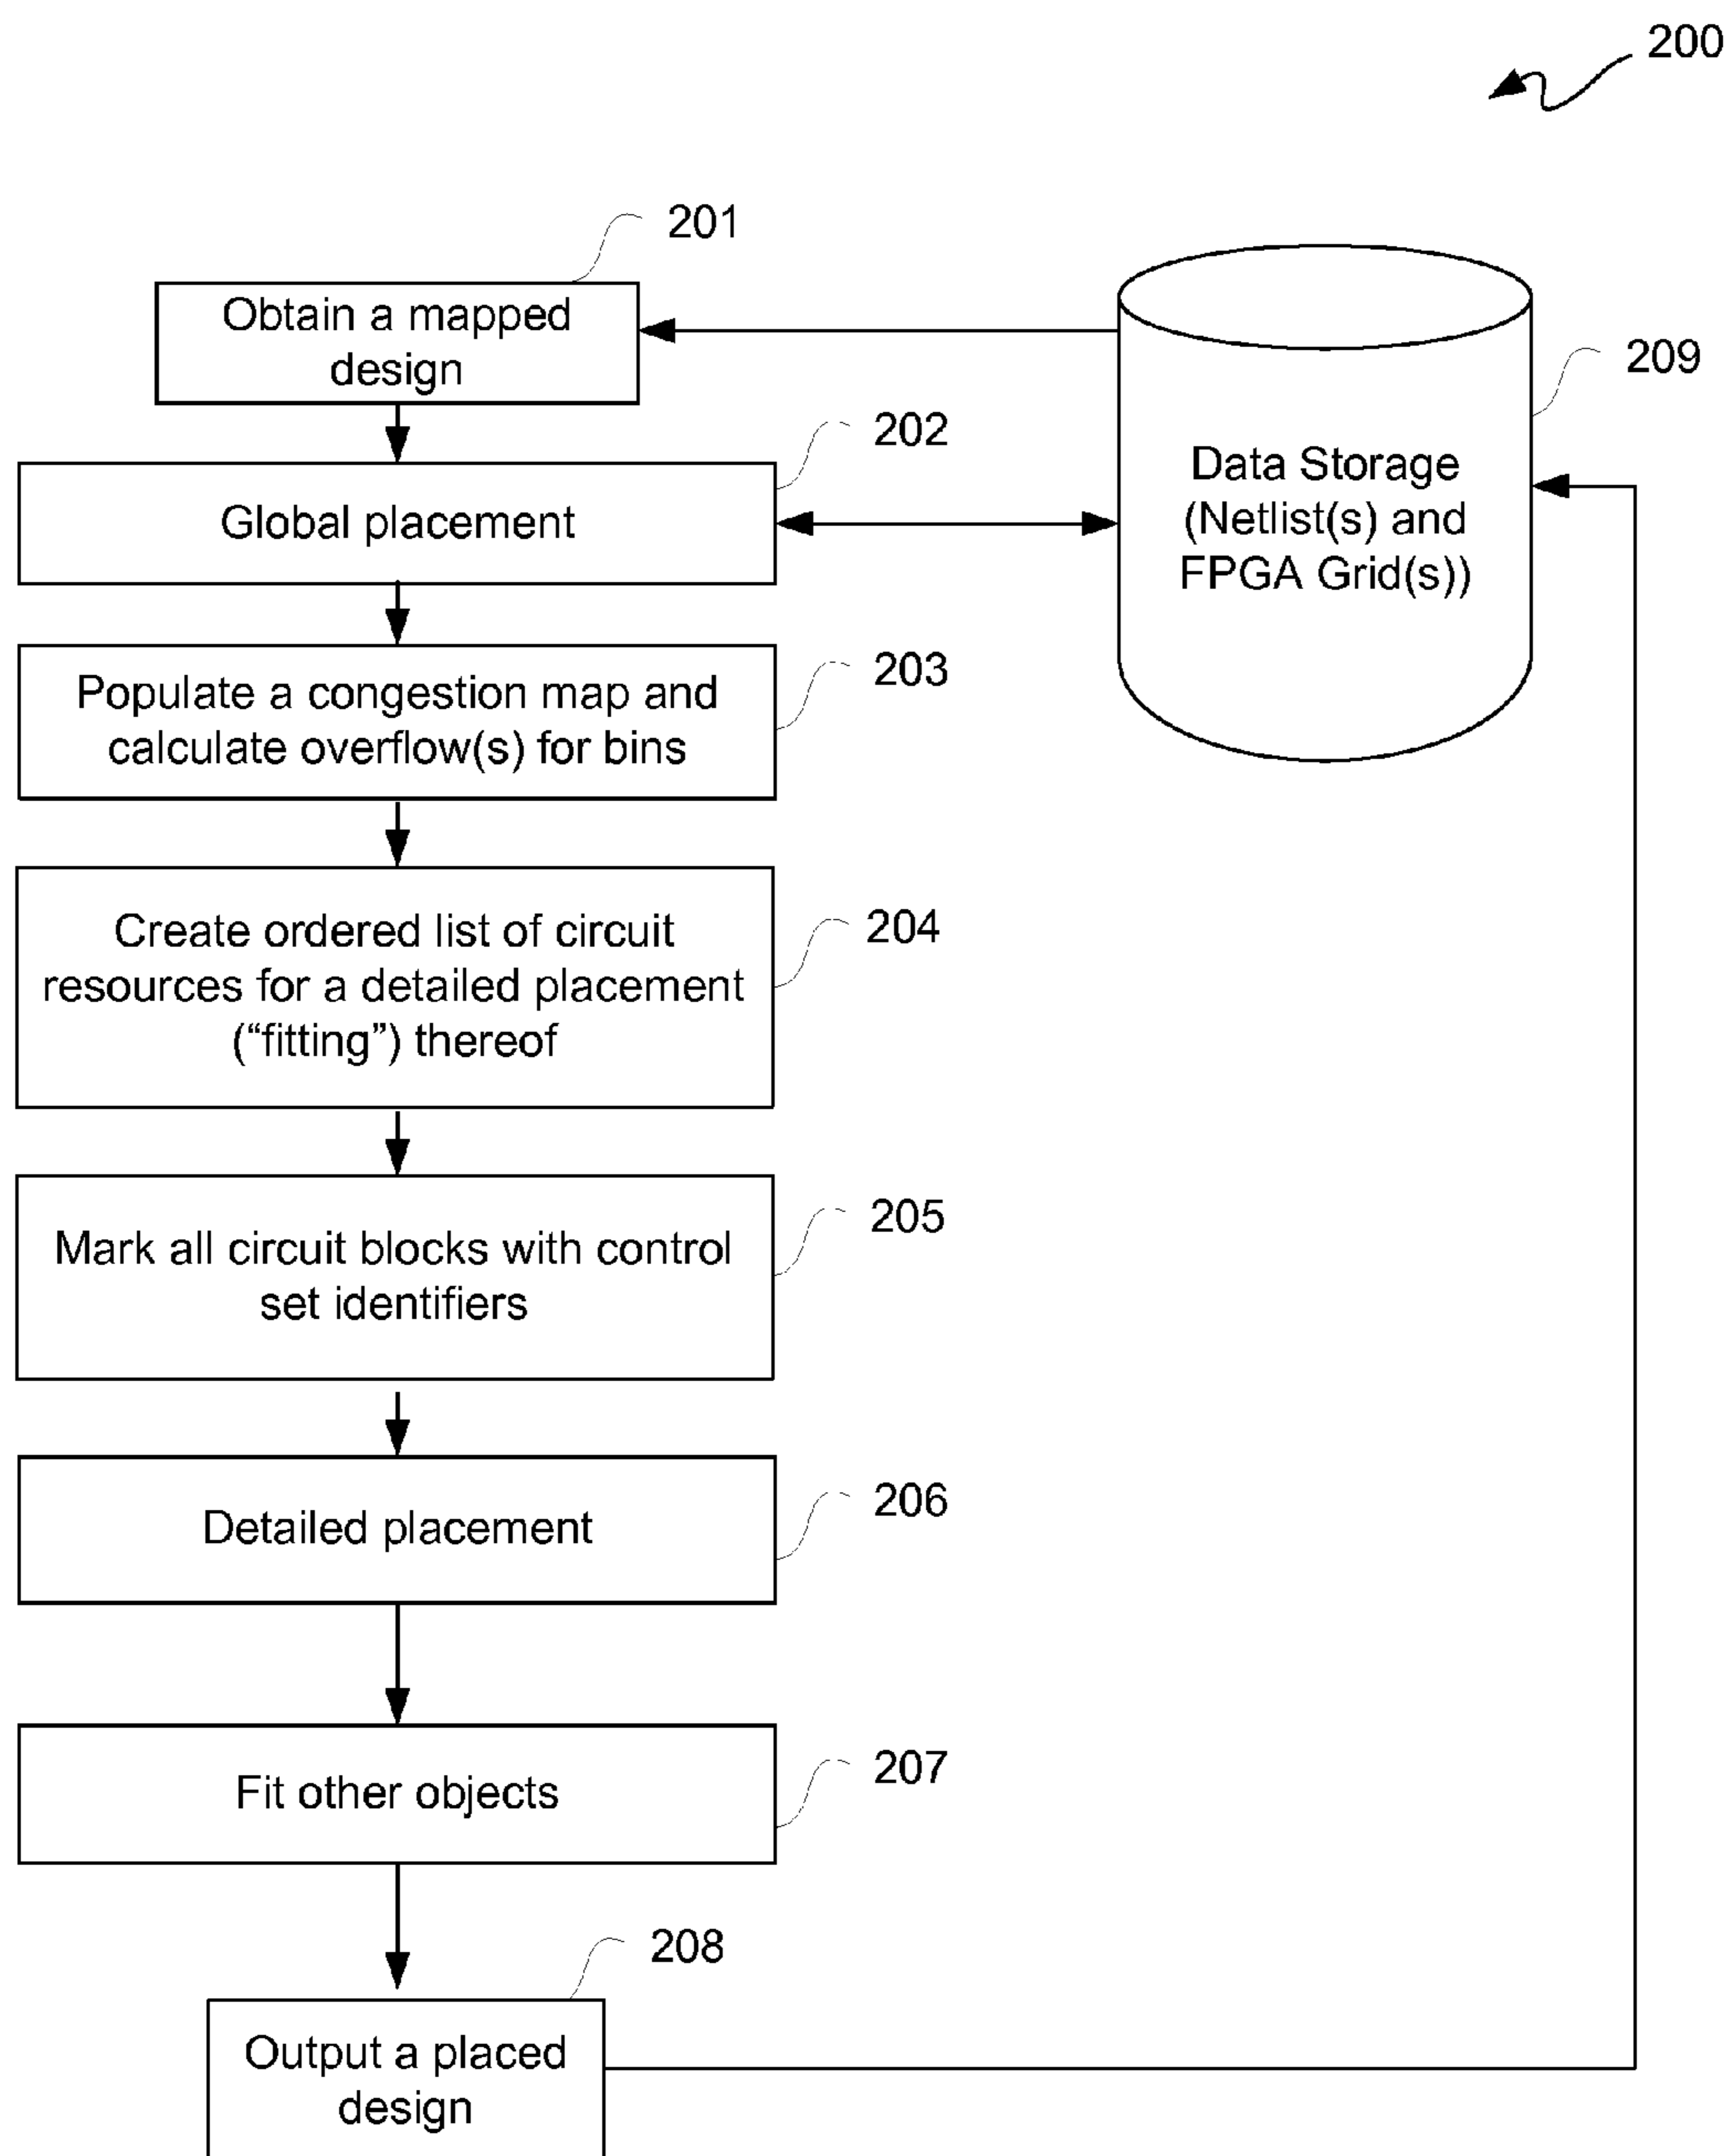 200
201
Obtain a mapped
design
209
Data Storage
(Netlist(s) and
FPGA Grid(s))
202
Global placement
203
Populate a congestion map and
calculate overflow(s) for bins
204
Create ordered list of circuit
resources for a detailed placement
(“fitting”) thereof
205
Mark all circuit blocks with control
set identifiers
206
Detailed placement
207
Fit other objects
208
Output a placed
design